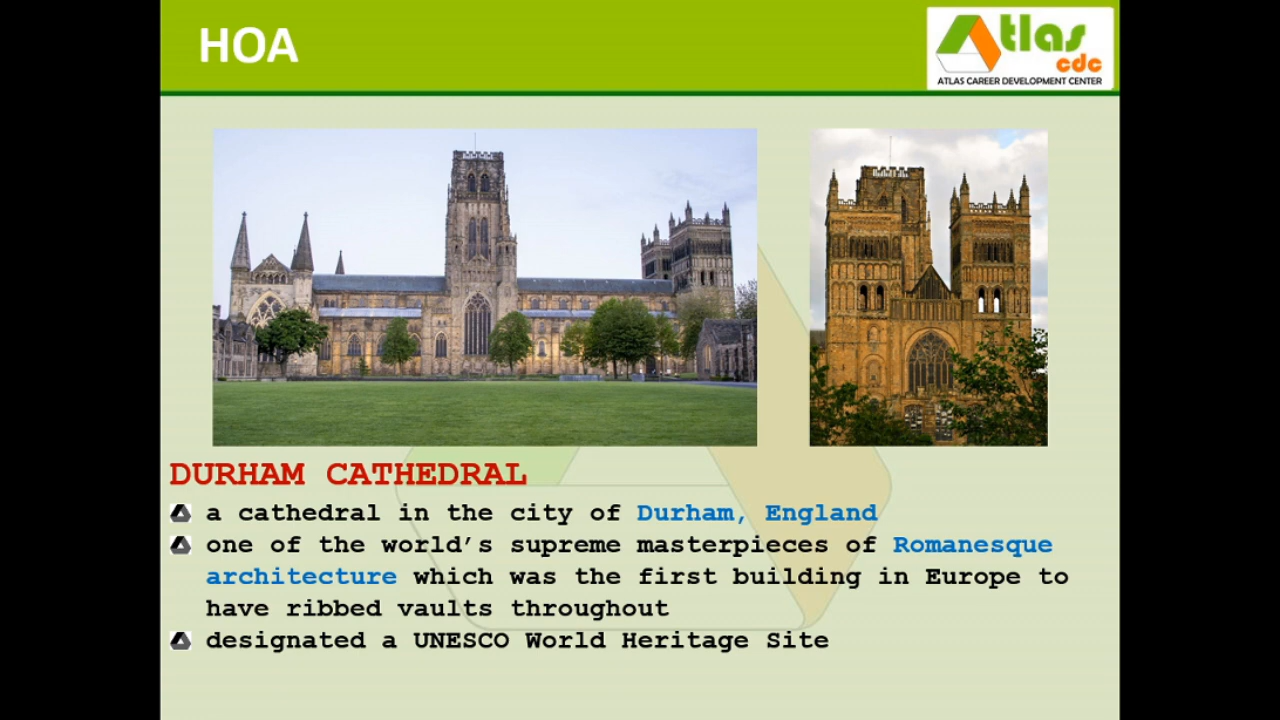 HOA
Atlas
cdc
ATLAS CAREER DEVELOPMENT CENTER
DURHAM CATHEDRAL
a cathedral in the city of Durham, England
one of the world’s supreme masterpieces of Romanesque
architecture which was the first building in Europe to
have ribbed vaults throughout
designated a UNESCO World Heritage Site